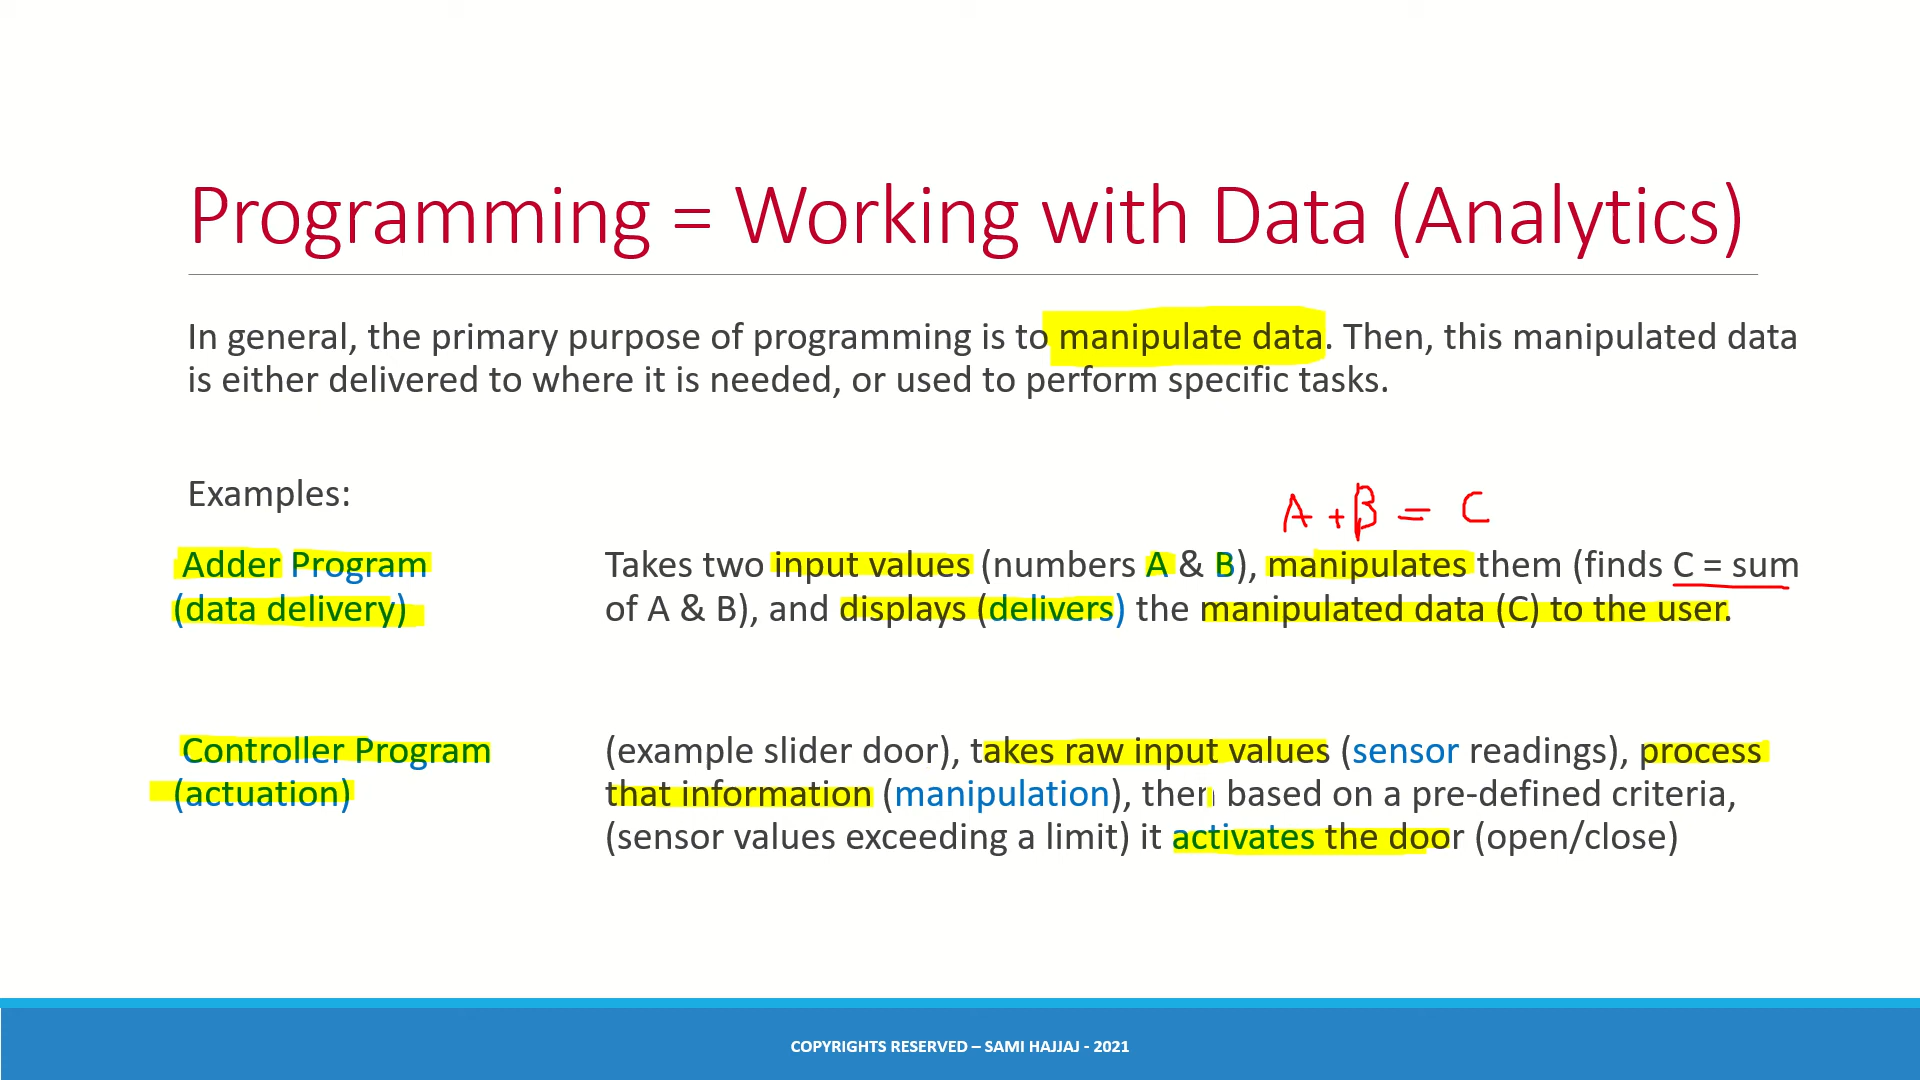 Programming = Working with Data (Analytics)
In general, the primary purpose of programming is to manipulate data. Then, this manipulated data
is either delivered to where it is needed, or used to perform specific tasks.
Examples:
A + B = C
Adder Program
(data delivery)
Takes two input values (numbers A & B), manipulates them (finds C = sum
of A & B), and displays (delivers) the manipulated data (C) to the user.
Controller Program
(actuation)
(example slider door), takes raw input values (sensor readings), process
that information (manipulation), then based on a pre-defined criteria,
(sensor values exceeding a limit) it activates the door (open/close)
COPYRIGHTS RESERVED – SAMI HAJJAJ - 2021